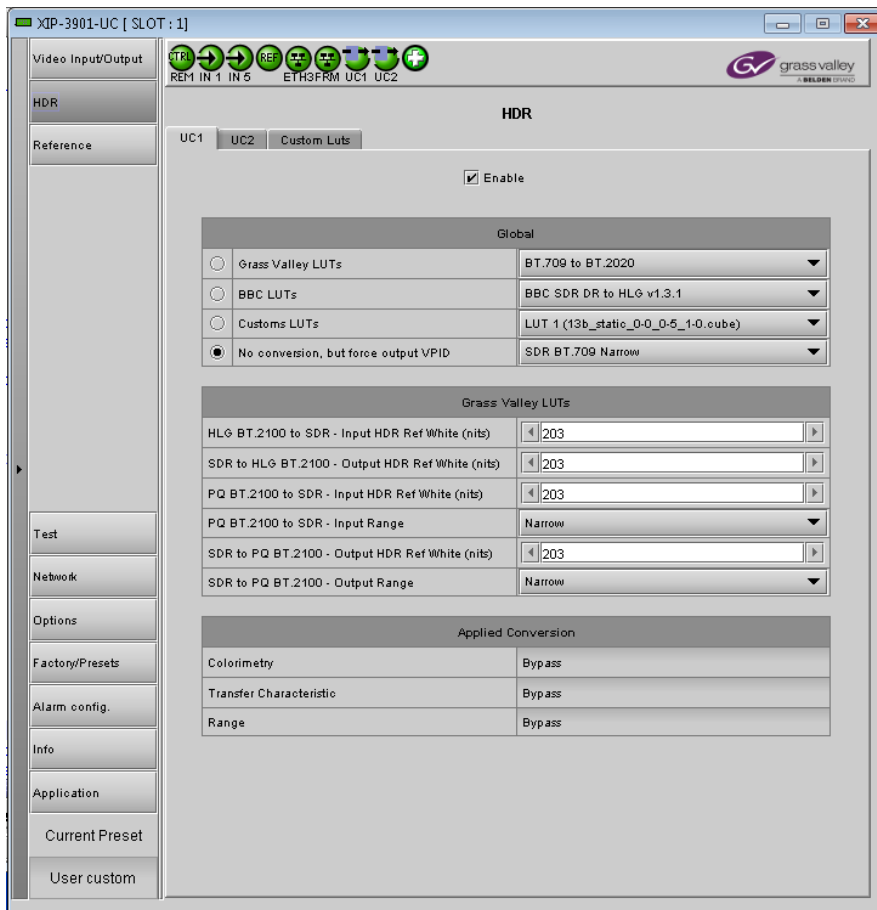 XIP-3901-UC [ SLOT : 1]
Video Input/Output
HDR
Reference
Test
Network
Options
Factory/Presets
Alarm config.
Info
Application
Current Preset
User custom
CTRL REF
REM IN 1 IN 5 ETH3FRM UC1 UC2
GV grass valley
A BELDEN BRAND
HDR
UC1 UC2 Custom Luts
Enable
Global
Grass Valley LUTs BT.709 to BT.2020
BBC LUTs BBC SDR DR to HLG v1.3.1
Customs LUTs LUT 1 (13b_static_0-0_0-5_1-0.cube)
No conversion, but force output VPID SDR BT.709 Narrow
Grass Valley LUTs
HLG BT.2100 to SDR - Input HDR Ref White (nits) 203
SDR to HLG BT.2100 - Output HDR Ref White (nits) 203
PQ BT.2100 to SDR - Input HDR Ref White (nits) 203
PQ BT.2100 to SDR - Input Range Narrow
SDR to PQ BT.2100 - Output HDR Ref White (nits) 203
SDR to PQ BT.2100 - Output Range Narrow
Applied Conversion
Colorimetry Bypass
Transfer Characteristic Bypass
Range Bypass